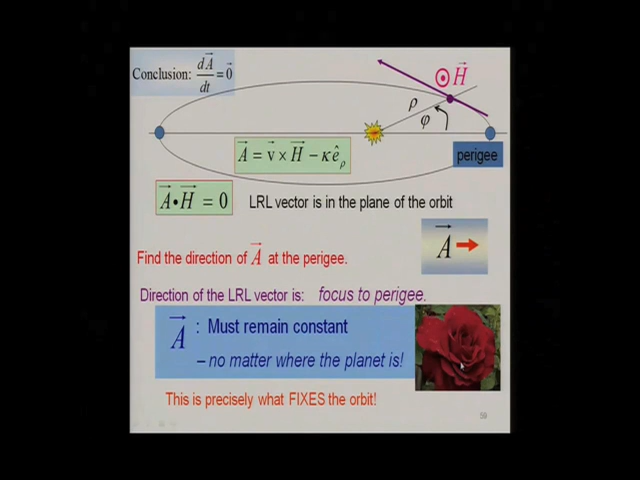 Conclusion: dA⃗/dt = 0⃗
H⃗
ρ
φ
A⃗ = v⃗ × H⃗ − κê_ρ
perigee
A⃗ • H⃗ = 0 LRL vector is in the plane of the orbit
A⃗
Find the direction of A⃗ at the perigee.
Direction of the LRL vector is: focus to perigee.
A⃗ : Must remain constant
– no matter where the planet is!
This is precisely what FIXES the orbit!
59